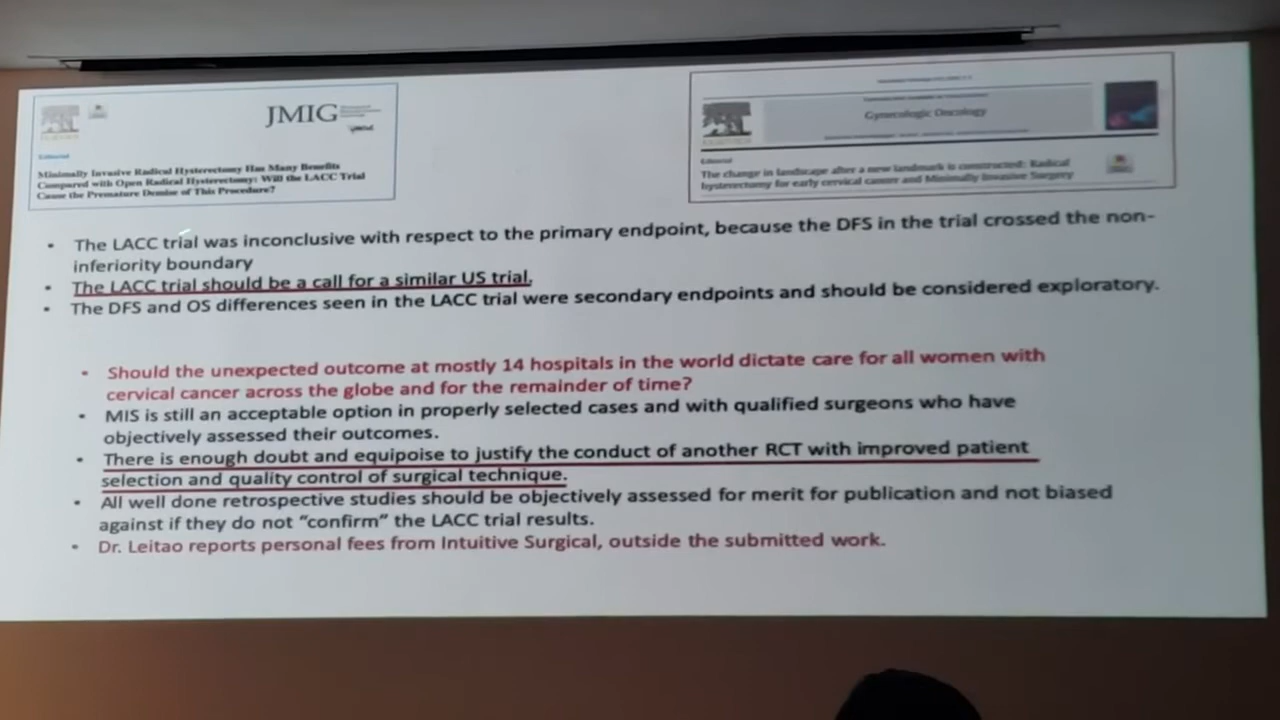 JMIG
Editorial
Minimally Invasive Radical Hysterectomy Has Many Benefits
Compared with Open Radical Hysterectomy: Will the LACC Trial
Cause the Premature Demise of This Procedure?
Gynecologic Oncology
Editorial
The change in landscape after a new landmark is constructed: Radical
hysterectomy for early cervical cancer and Minimally Invasive Surgery
• The LACC trial was inconclusive with respect to the primary endpoint, because the DFS in the trial crossed the non-
inferiority boundary
• The LACC trial should be a call for a similar US trial.
• The DFS and OS differences seen in the LACC trial were secondary endpoints and should be considered exploratory.
• Should the unexpected outcome at mostly 14 hospitals in the world dictate care for all women with
cervical cancer across the globe and for the remainder of time?
• MIS is still an acceptable option in properly selected cases and with qualified surgeons who have
objectively assessed their outcomes.
• There is enough doubt and equipoise to justify the conduct of another RCT with improved patient
selection and quality control of surgical technique.
• All well done retrospective studies should be objectively assessed for merit for publication and not biased
against if they do not "confirm" the LACC trial results.
• Dr. Leitao reports personal fees from Intuitive Surgical, outside the submitted work.